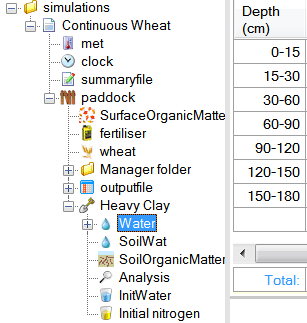 simulations
Continuous Wheat
met
clock
summaryfile
paddock
SurfaceOrganicMatte
fertiliser
wheat
Manager folder
outputfile
Heavy Clay
Water
SoilWat
SoilOrganicMatter
Analysis
InitWater
Initial nitrogen
Depth
(cm)
0-15
15-30
30-60
60-90
90-120
120-150
150-180
Total: